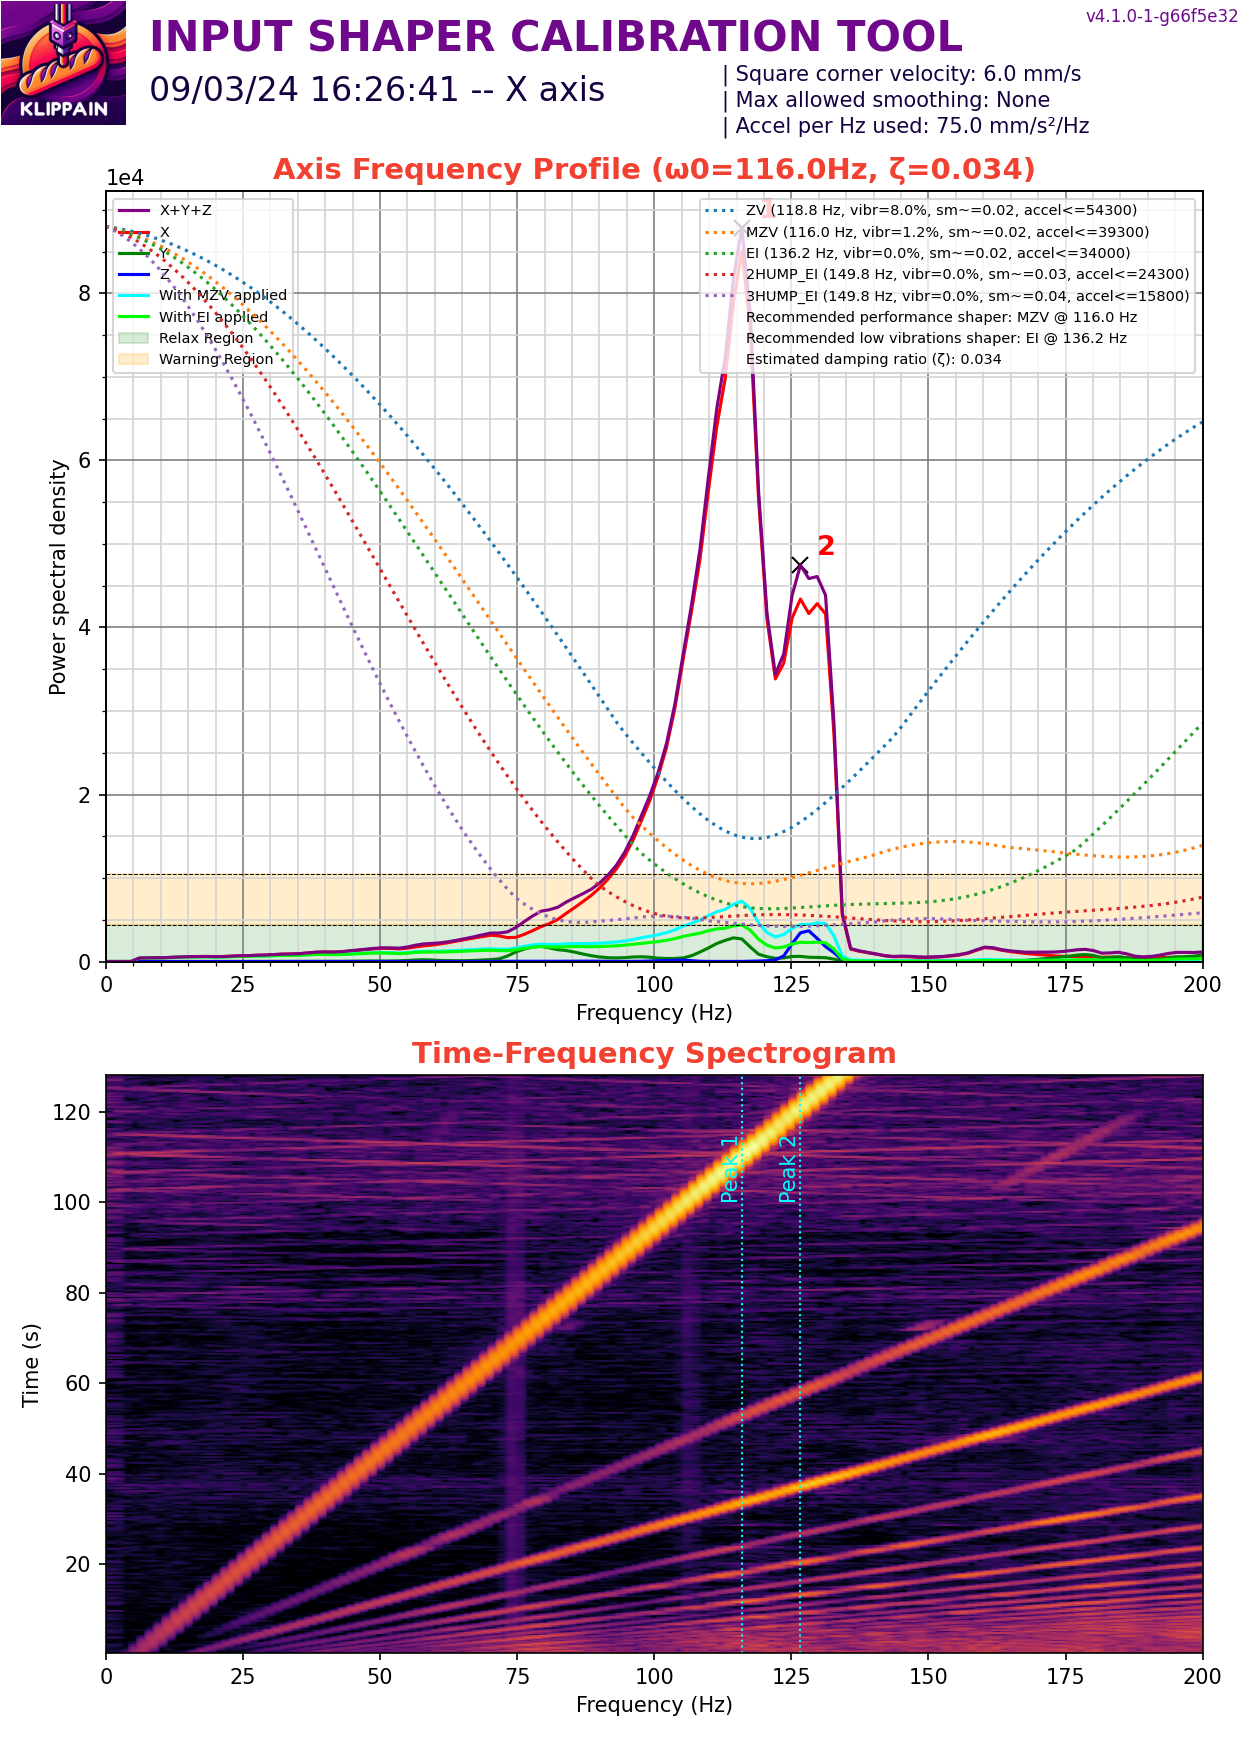 v4.1.0-1-g66f5e32
INPUT SHAPER CALIBRATION TOOL
KLIPPAIN
09/03/24 16:26:41 -- X axis
| Square corner velocity: 6.0 mm/s
| Max allowed smoothing: None
| Accel per Hz used: 75.0 mm/s²/Hz
Axis Frequency Profile (ω0=116.0Hz, ζ=0.034)
1e4
X+Y+Z
X
Y
Z
With MZV applied
With EI applied
Relax Region
Warning Region
1
ZV (118.8 Hz, vibr=8.0%, sm~=0.02, accel<=54300)
MZV (116.0 Hz, vibr=1.2%, sm~=0.02, accel<=39300)
EI (136.2 Hz, vibr=0.0%, sm~=0.02, accel<=34000)
2HUMP_EI (149.8 Hz, vibr=0.0%, sm~=0.03, accel<=24300)
3HUMP_EI (149.8 Hz, vibr=0.0%, sm~=0.04, accel<=15800)
Recommended performance shaper: MZV @ 116.0 Hz
Recommended low vibrations shaper: EI @ 136.2 Hz
Estimated damping ratio (ζ): 0.034
2
Power spectral density
8
6
4
2
0
0 25 50 75 100 125 150 175 200
Frequency (Hz)
Time-Frequency Spectrogram
Peak 1
Peak 2
Time (s)
120
100
80
60
40
20
0 25 50 75 100 125 150 175 200
Frequency (Hz)